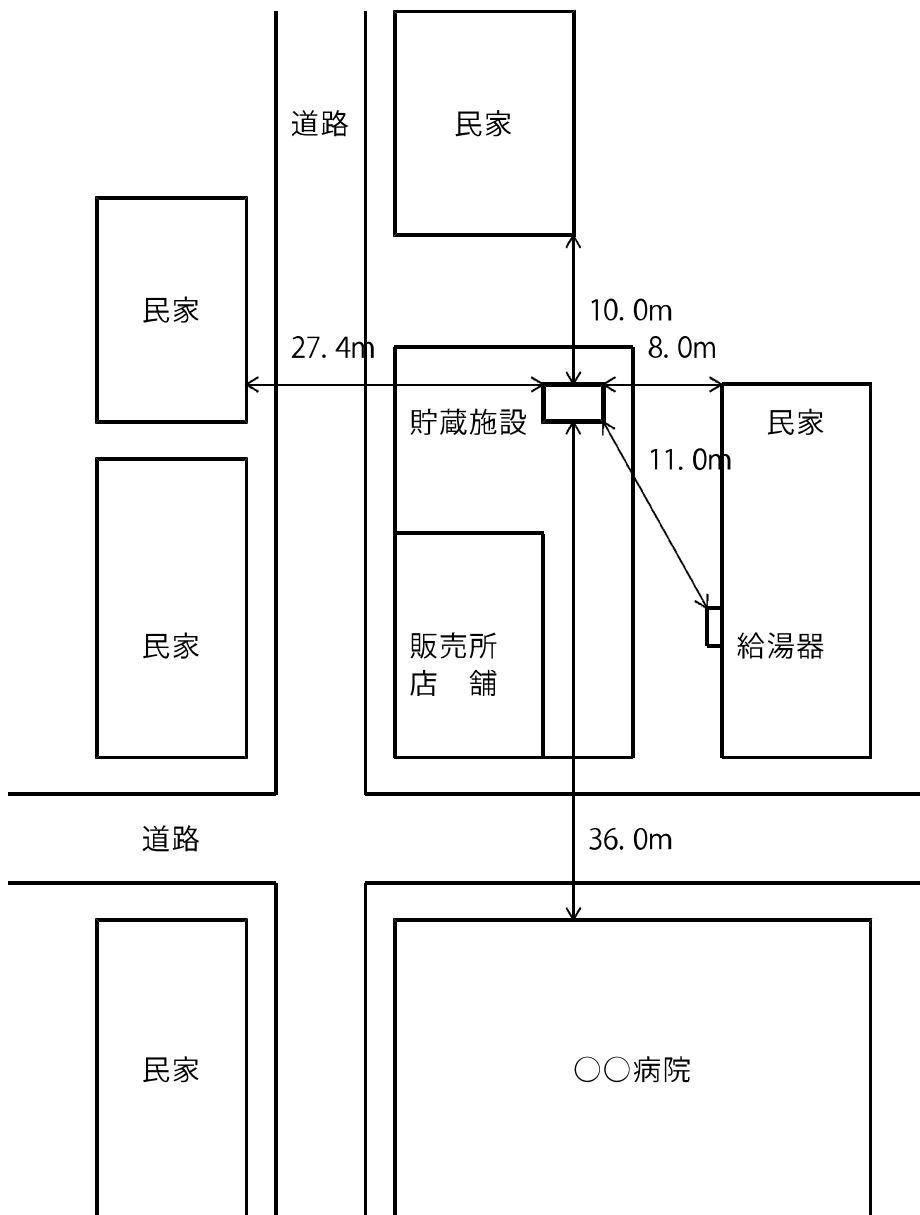 道路
民家
民家
10. 0m
27. 4m
8. 0m
貯蔵施設
民家
11. 0m
民家
販売所
店　舗
給湯器
道路
36. 0m
民家
○○病院